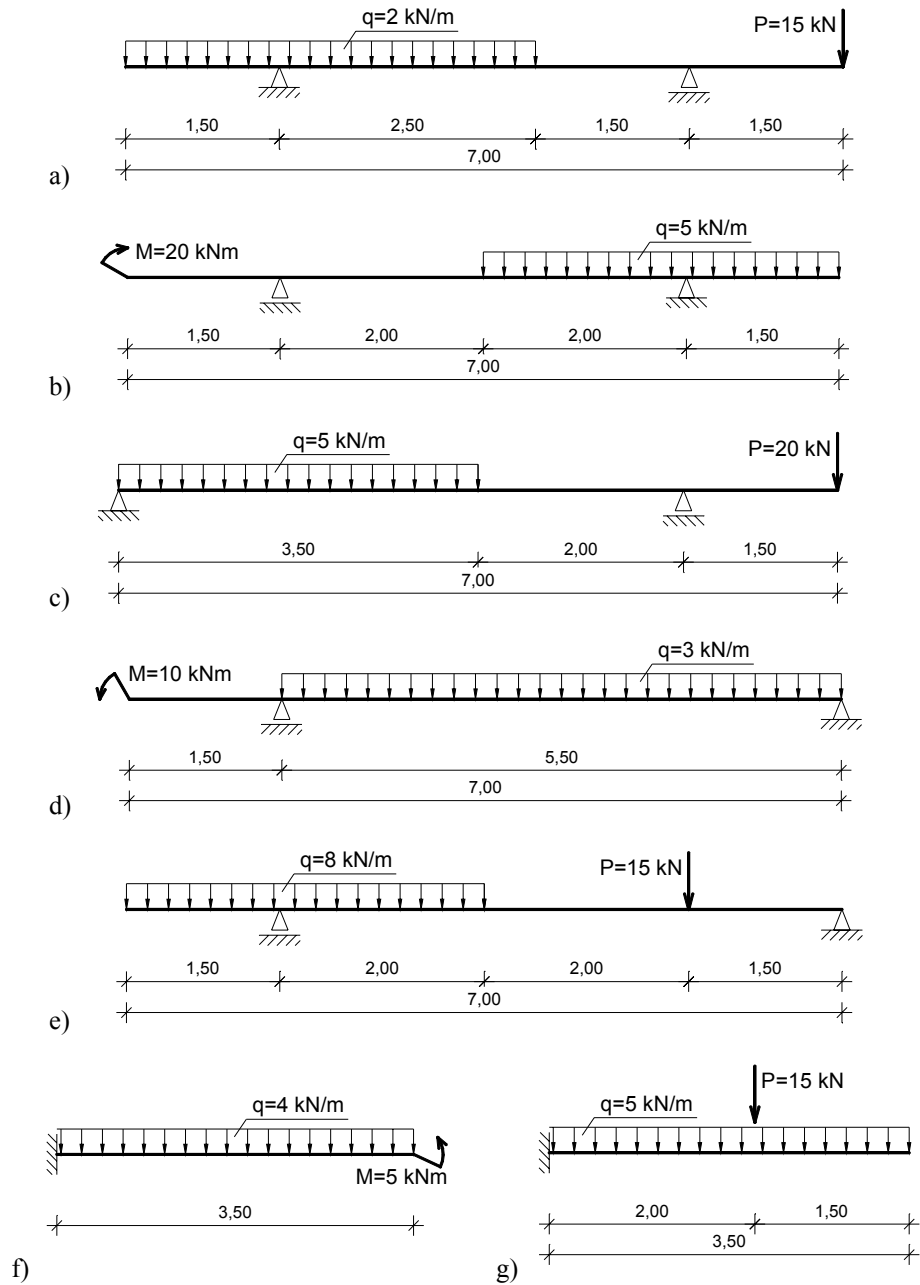 q=2 kN/m
P=15 kN
1,50 2,50 1,50 1,50
7,00
a)
M=20 kNm
q=5 kN/m
1,50 2,00 2,00 1,50
7,00
b)
q=5 kN/m
P=20 kN
3,50 2,00 1,50
7,00
c)
M=10 kNm
q=3 kN/m
1,50 5,50
7,00
d)
q=8 kN/m
P=15 kN
1,50 2,00 2,00 1,50
7,00
e)
q=4 kN/m
M=5 kNm
3,50
f)
P=15 kN
q=5 kN/m
2,00 1,50
3,50
g)